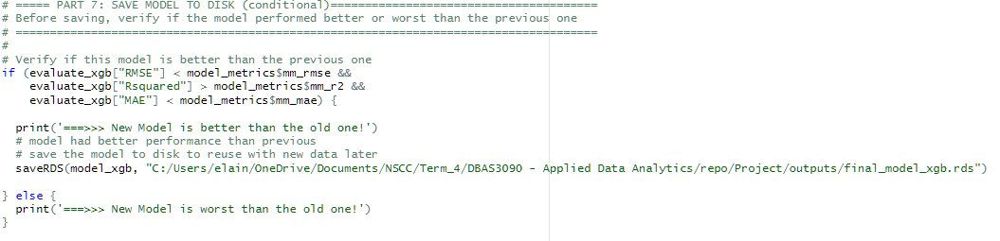 # ===== PART 7: SAVE MODEL TO DISK (conditional)=======================================
# Before saving, verify if the model performed better or worst than the previous one
# =====================================================================================
#
# Verify if this model is better than the previous one
if (evaluate_xgb["RMSE"] < model_metrics$mm_rmse &&
    evaluate_xgb["Rsquared"] > model_metrics$mm_r2 &&
    evaluate_xgb["MAE"] < model_metrics$mm_mae) {

  print('===>>> New Model is better than the old one!')
  # model had better performance than previous
  # save the model to disk to reuse with new data later
  saveRDS(model_xgb, "C:/Users/elain/OneDrive/Documents/NSCC/Term_4/DBAS3090 - Applied Data Analytics/repo/Project/outputs/final_model_xgb.rds")

} else {
  print('===>>> New Model is worst than the old one!')
}